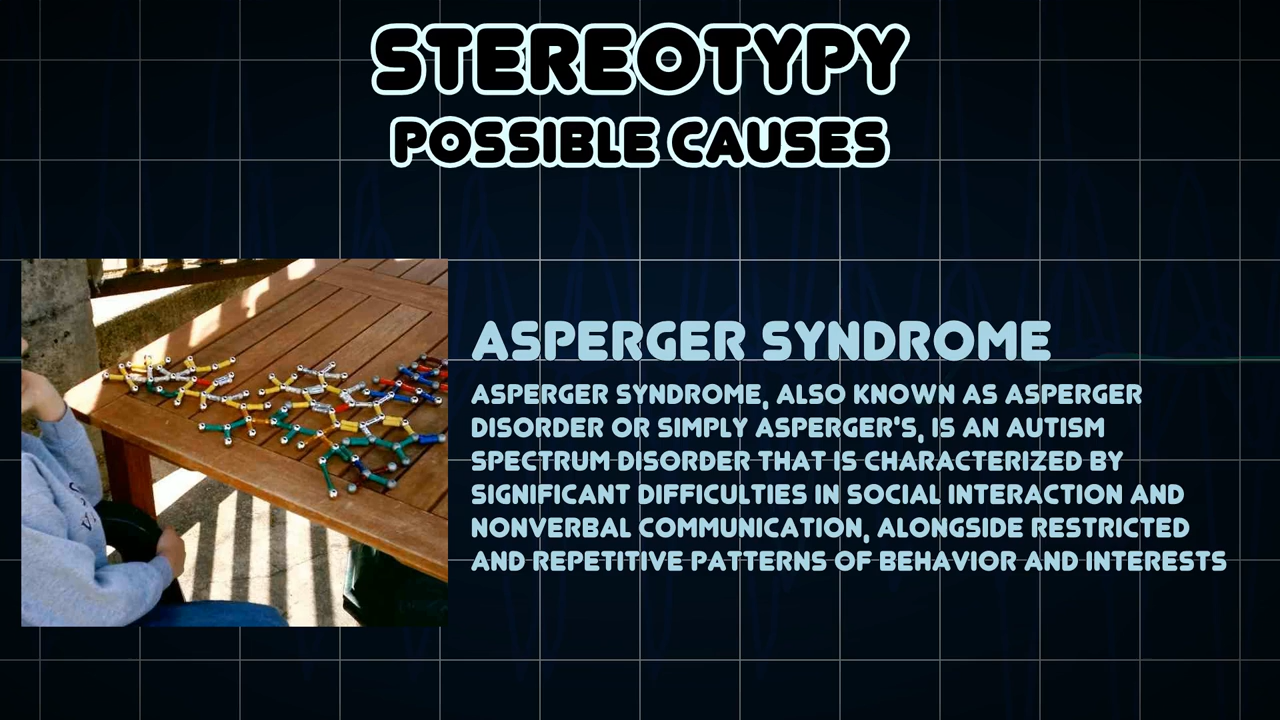 STEREOTYPY
POSSIBLE CAUSES
ASPERGER SYNDROME
ASPERGER SYNDROME, ALSO KNOWN AS ASPERGER
DISORDER OR SIMPLY ASPERGER'S, IS AN AUTISM
SPECTRUM DISORDER THAT IS CHARACTERIZED BY
SIGNIFICANT DIFFICULTIES IN SOCIAL INTERACTION AND
NONVERBAL COMMUNICATION, ALONGSIDE RESTRICTED
AND REPETITIVE PATTERNS OF BEHAVIOR AND INTERESTS